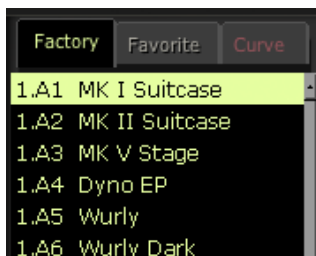 Factory Favorite Curve
1.A1 MK I Suitcase
1.A2 MK II Suitcase
1.A3 MK V Stage
1.A4 Dyno EP
1.A5 Wurly
1.A6 Wurly Dark